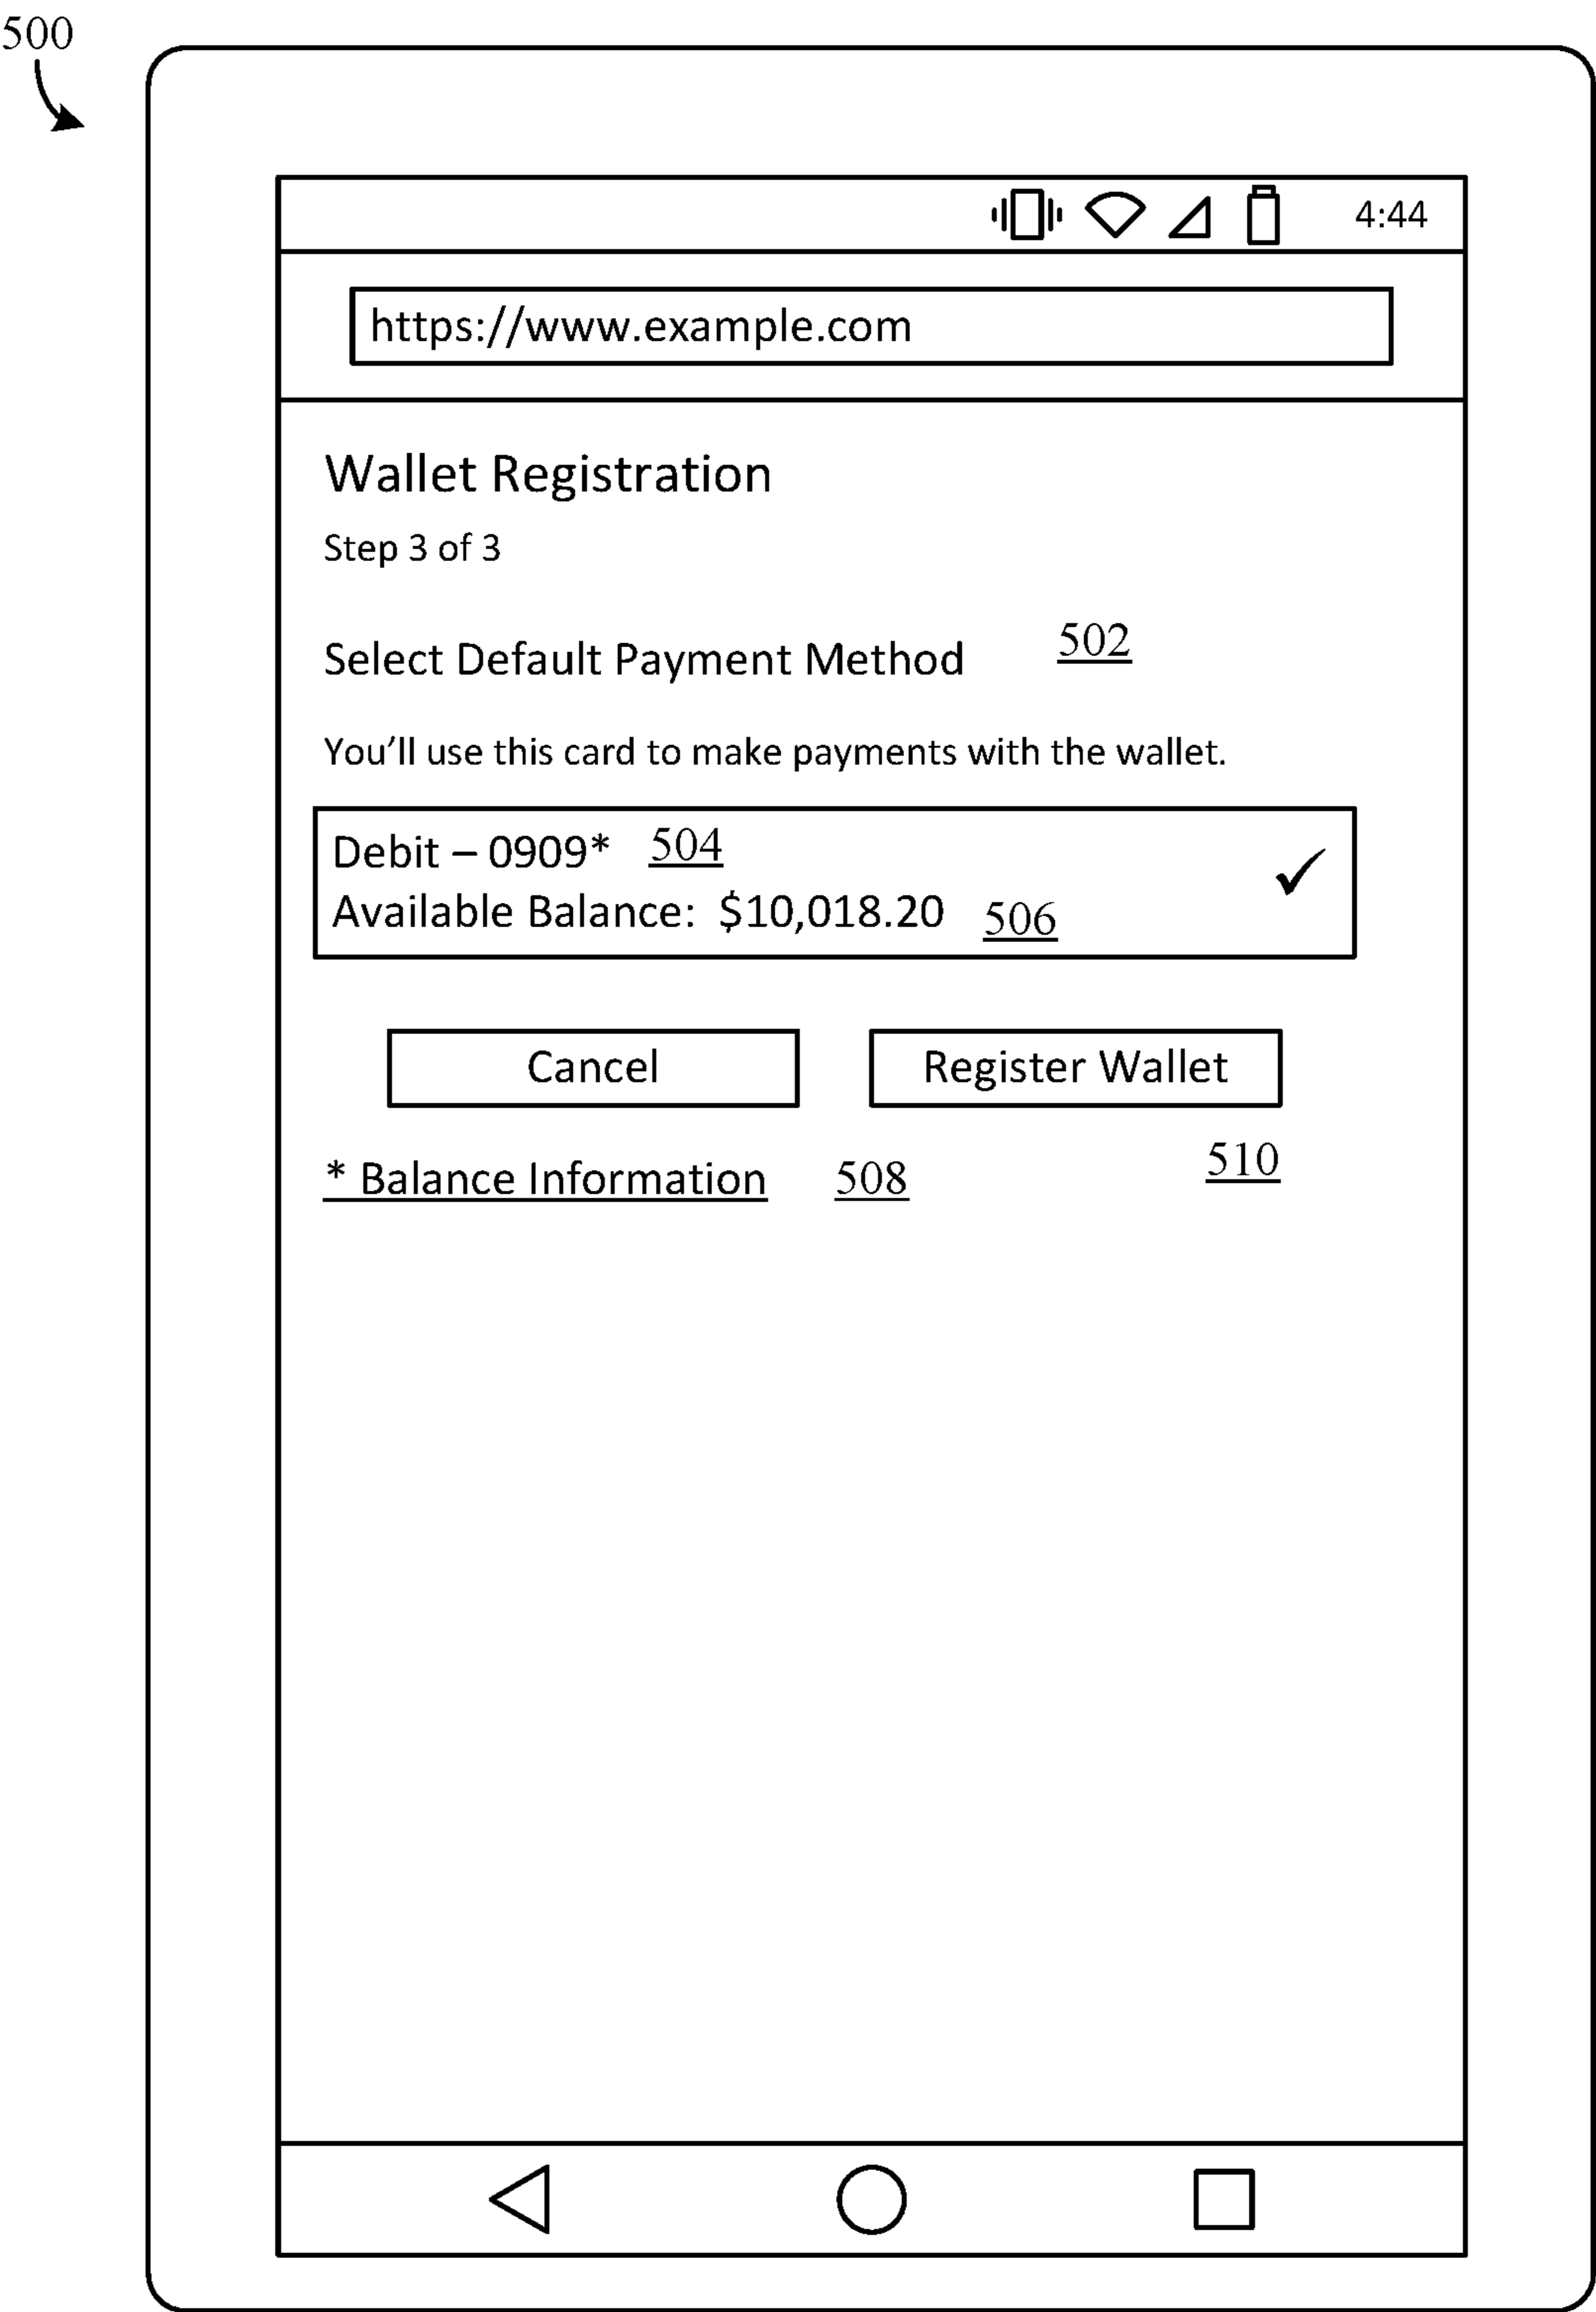 500
4:44
https://www.example.com
Wallet Registration
Step 3 of 3
Select Default Payment Method 502
You’ll use this card to make payments with the wallet.
Debit – 0909* 504
Available Balance: $10,018.20 506
Cancel Register Wallet
* Balance Information 508 510